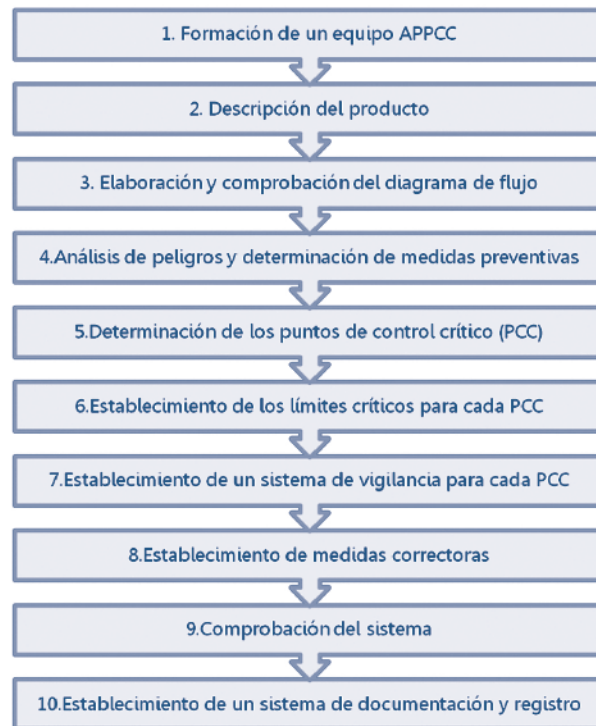 1. Formación de un equipo APPCC
2. Descripción del producto
3. Elaboración y comprobación del diagrama de flujo
4.Análisis de peligros y determinación de medidas preventivas
5.Determinación de los puntos de control crítico (PCC)
6.Establecimiento de los límites críticos para cada PCC
7.Establecimiento de un sistema de vigilancia para cada PCC
8.Establecimiento de medidas correctoras
9.Comprobación del sistema
10.Establecimiento de un sistema de documentación y registro